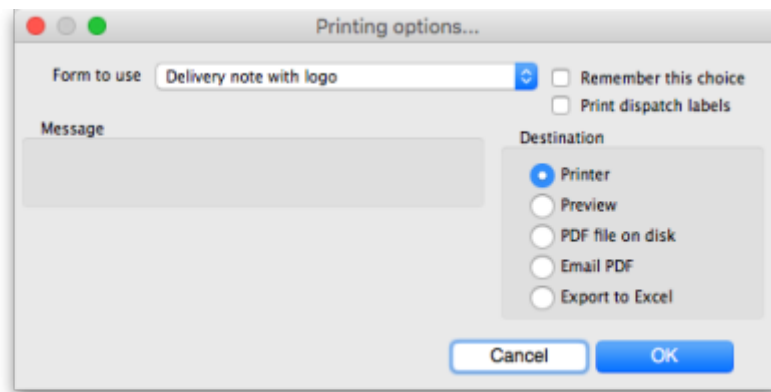 Printing options...
Form to use Delivery note with logo Remember this choice
Print dispatch labels
Message
Destination
Printer
Preview
PDF file on disk
Email PDF
Export to Excel
Cancel OK